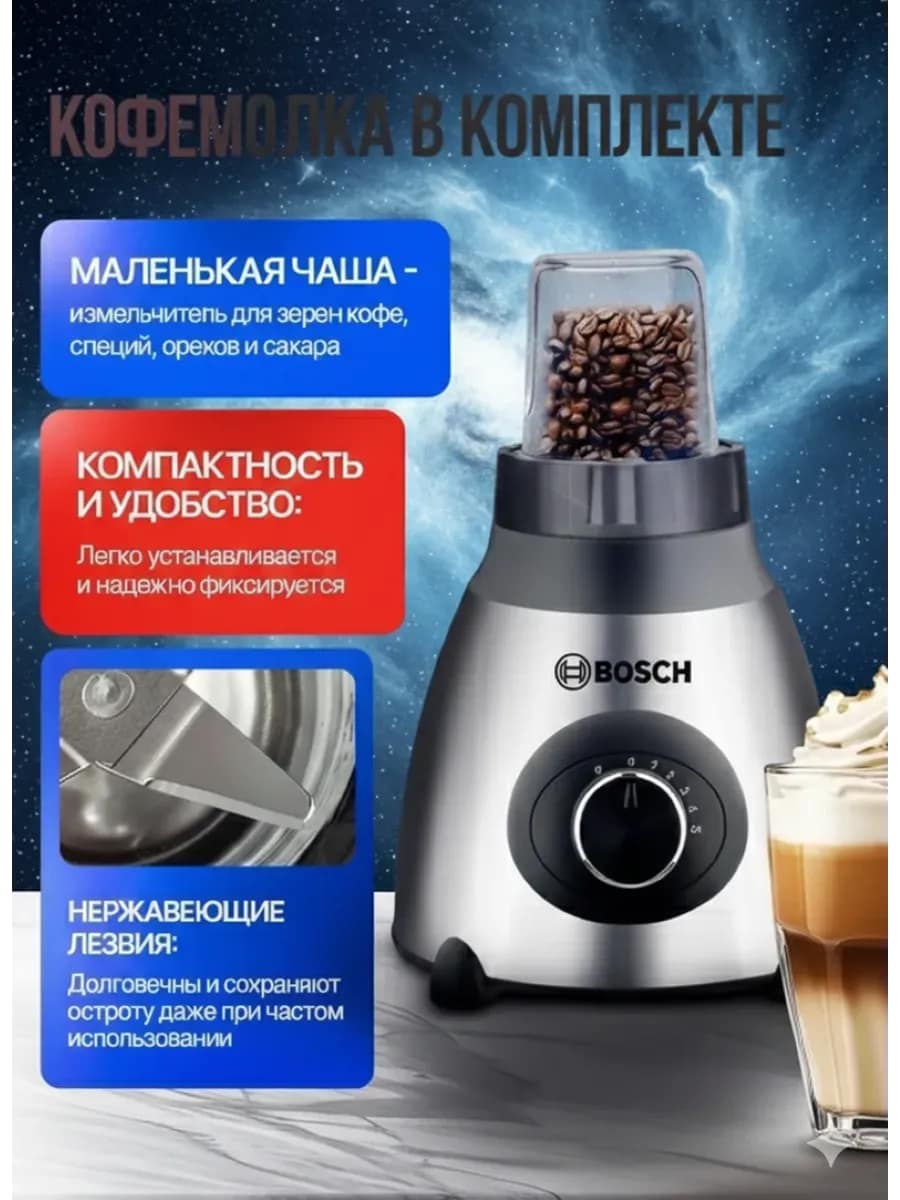 КОФЕМОЛКА В КОМПЛЕКТЕ
МАЛЕНЬКАЯ ЧАША -
измельчитель для зерен кофе,
специй, орехов и сахара
КОМПАКТНОСТЬ
И УДОБСТВО:
Легко устанавливается
и надежно фиксируется
BOSCH
НЕРЖАВЕЮЩИЕ
ЛЕЗВИЯ:
Долговечны и сохраняют
остроту даже при частом
использовании